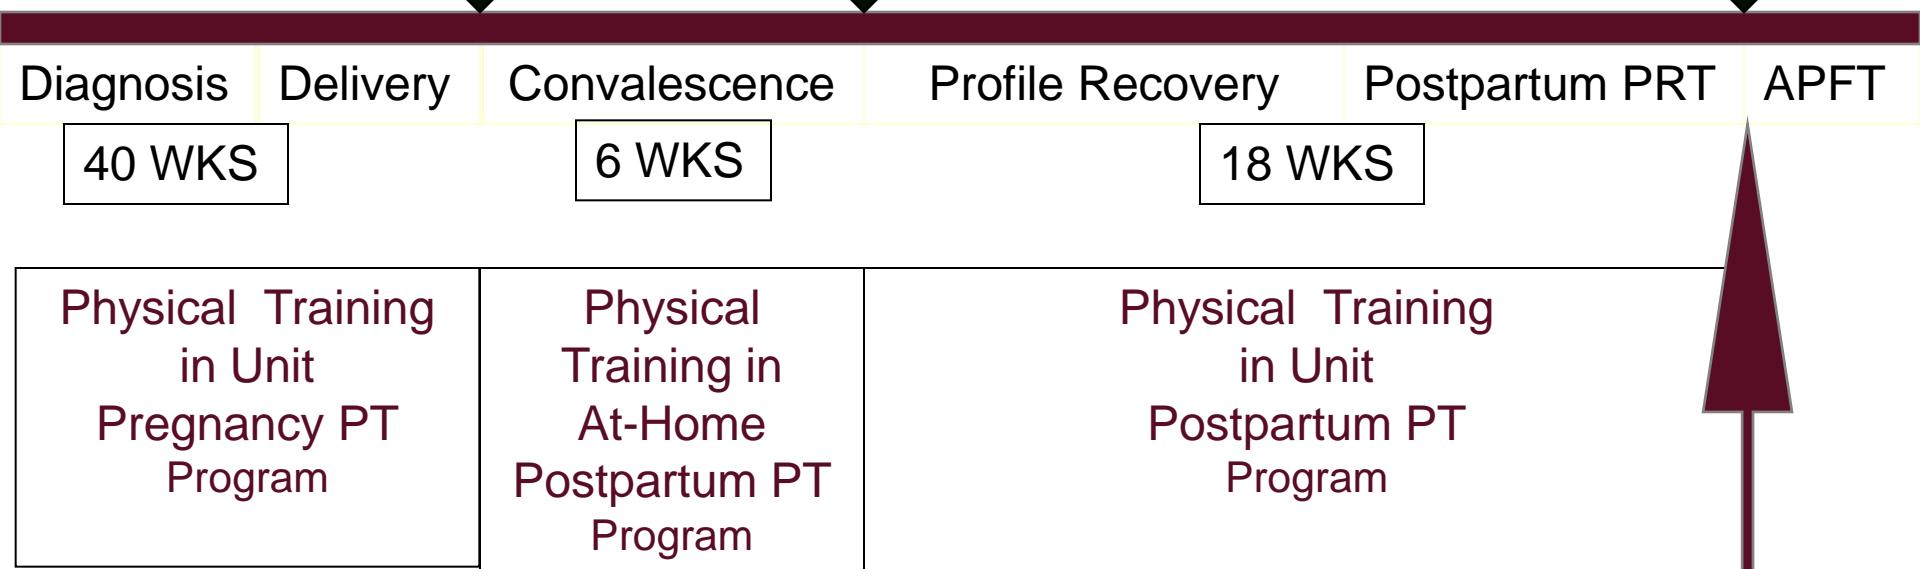 Diagnosis Delivery Convalescence Profile Recovery Postpartum PRT APFT
40 WKS 6 WKS 18 WKS
Physical Training
in Unit
Pregnancy PT
Program
Physical
Training in
At-Home
Postpartum PT
Program
Physical Training
in Unit
Postpartum PT
Program